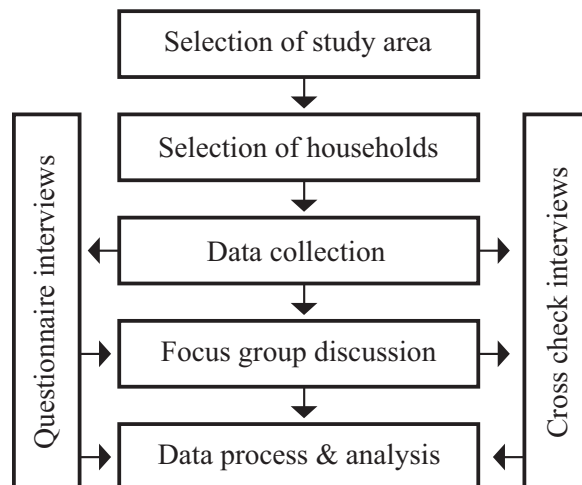 Selection of study area
Selection of households
Data collection
Focus group discussion
Data process & analysis
Questionnaire interviews
Cross check interviews